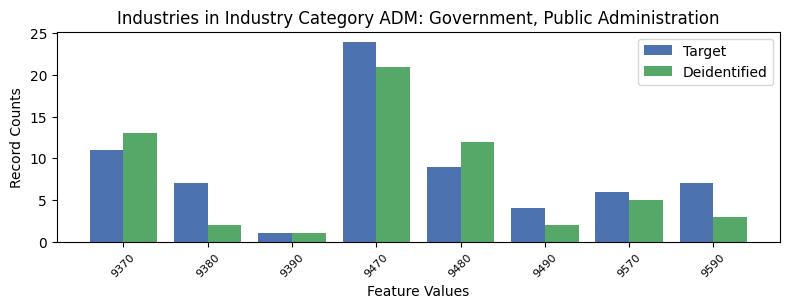 Industries in Industry Category ADM: Government, Public Administration
Target
Deidentified
Record Counts
25
20
15
10
5
0
9370 9380 9390 9470 9480 9490 9570 9590
Feature Values